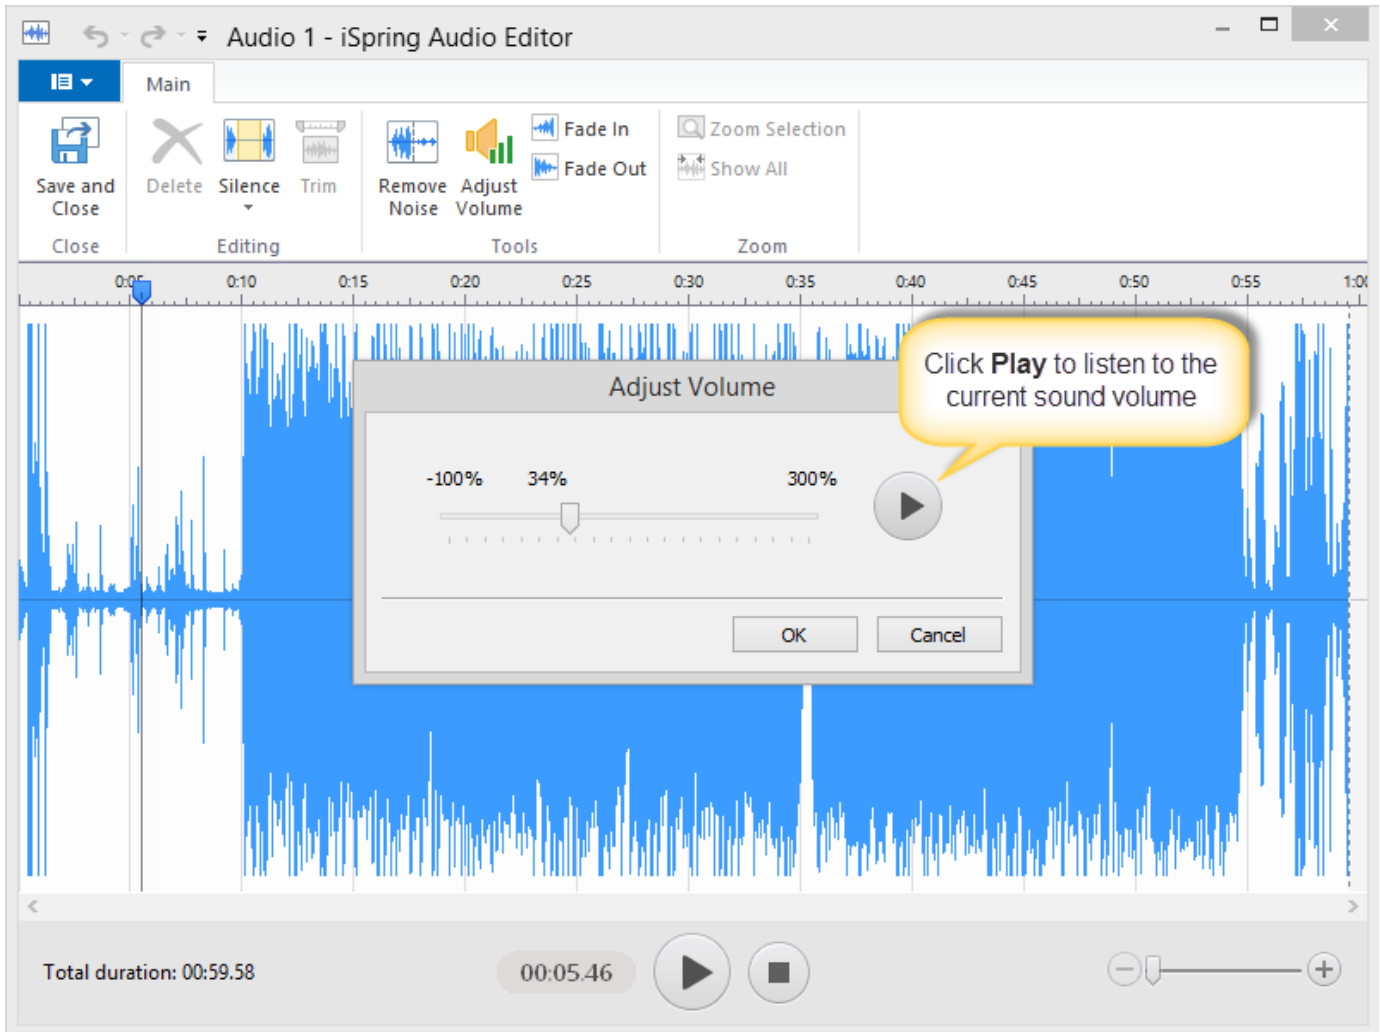 Audio 1 - iSpring Audio Editor
Main
Save and Close
Delete
Silence
Trim
Remove Noise
Adjust Volume
Fade In
Fade Out
Zoom Selection
Show All
Close
Editing
Tools
Zoom
0:05 0:10 0:15 0:20 0:25 0:30 0:35 0:40 0:45 0:50 0:55 1:00
Click Play to listen to the
current sound volume
Adjust Volume
-100% 34% 300%
OK Cancel
Total duration: 00:59.58
00:05.46